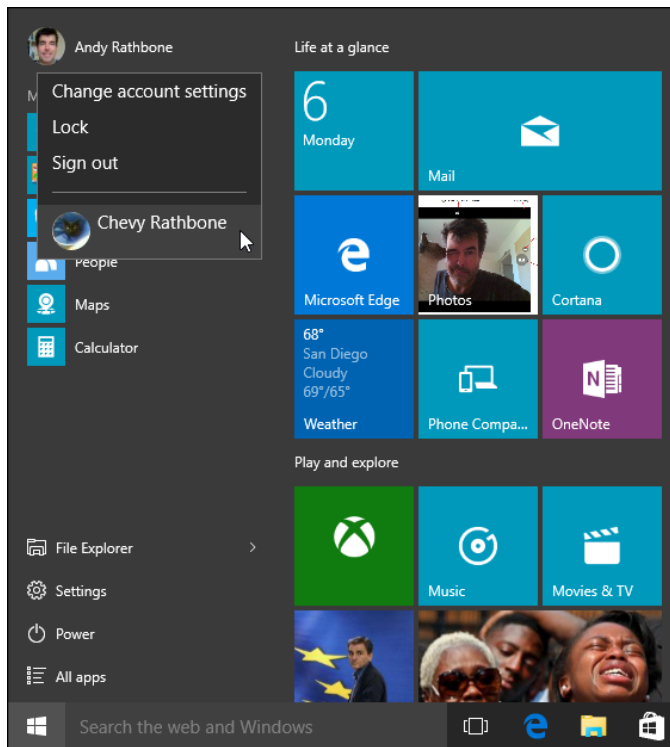 Andy Rathbone
M
Change account settings
Lock
Sign out
Chevy Rathbone
People
Maps
Calculator
File Explorer
Settings
Power
All apps
Life at a glance
6
Monday
Mail
Microsoft Edge
Photos
Cortana
68°
San Diego
Cloudy
69°/65°
Weather
Phone Compa...
N
OneNote
Play and explore
Music
Movies & TV
Search the web and Windows